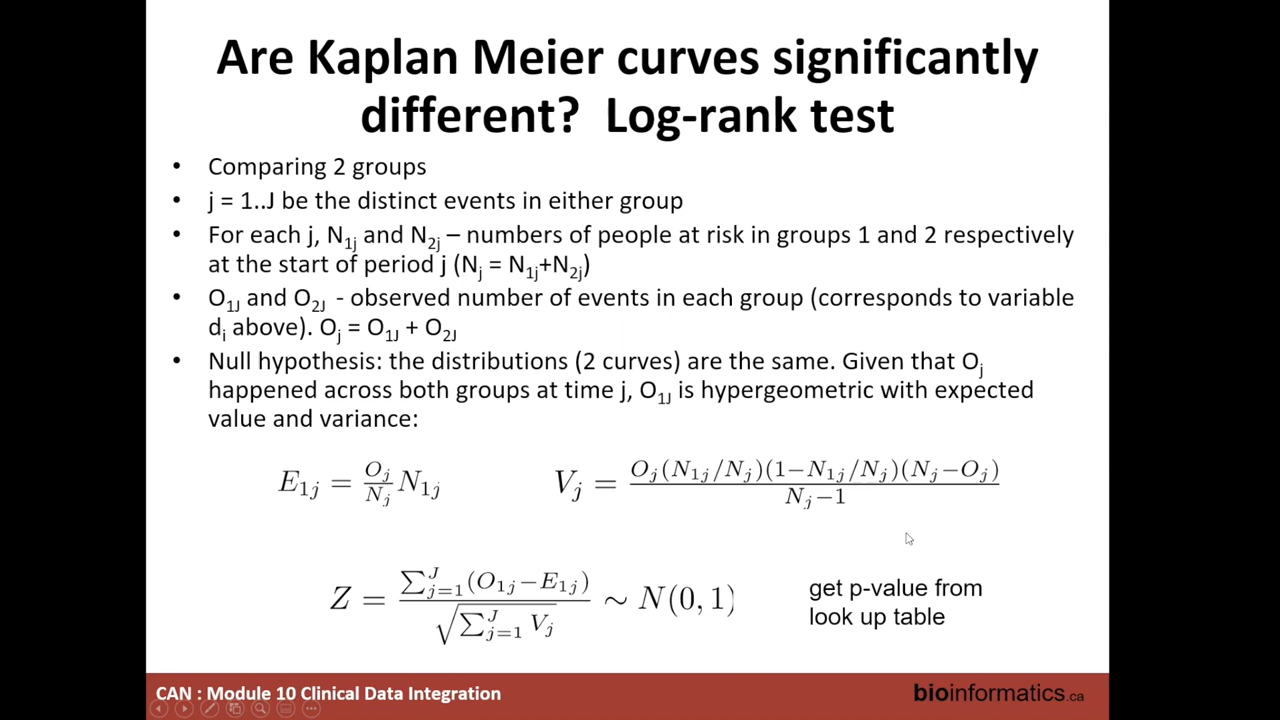 Are Kaplan Meier curves significantly
different?  Log-rank test
• Comparing 2 groups
• j = 1..J be the distinct events in either group
• For each j, N₁ⱼ and N₂ⱼ – numbers of people at risk in groups 1 and 2 respectively
at the start of period j (Nⱼ = N₁ⱼ+N₂ⱼ)
• O₁J and O₂J - observed number of events in each group (corresponds to variable
dᵢ above). Oⱼ = O₁J + O₂J
• Null hypothesis: the distributions (2 curves) are the same. Given that Oⱼ
happened across both groups at time j, O₁J is hypergeometric with expected
value and variance:
E₁ⱼ = Oⱼ/Nⱼ N₁ⱼ    Vⱼ = Oⱼ(N₁ⱼ/Nⱼ)(1−N₁ⱼ/Nⱼ)(Nⱼ−Oⱼ) / Nⱼ−1
Z = ∑ᴶⱼ₌₁(O₁ⱼ−E₁ⱼ) / √∑ᴶⱼ₌₁ Vⱼ ∼ N(0, 1)
get p-value from
look up table
CAN : Module 10 Clinical Data Integration
bioinformatics.ca